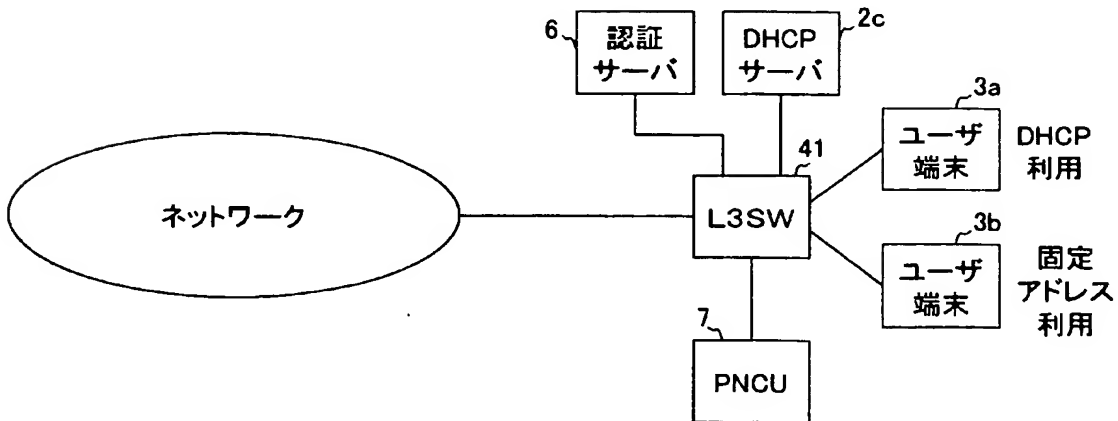 6
認証
サーバ
2c
DHCP
サーバ
3a
ユーザ
端末
DHCP
利用
41
L3SW
ネットワーク
3b
ユーザ
端末
固定
アドレス
利用
7
PNCU